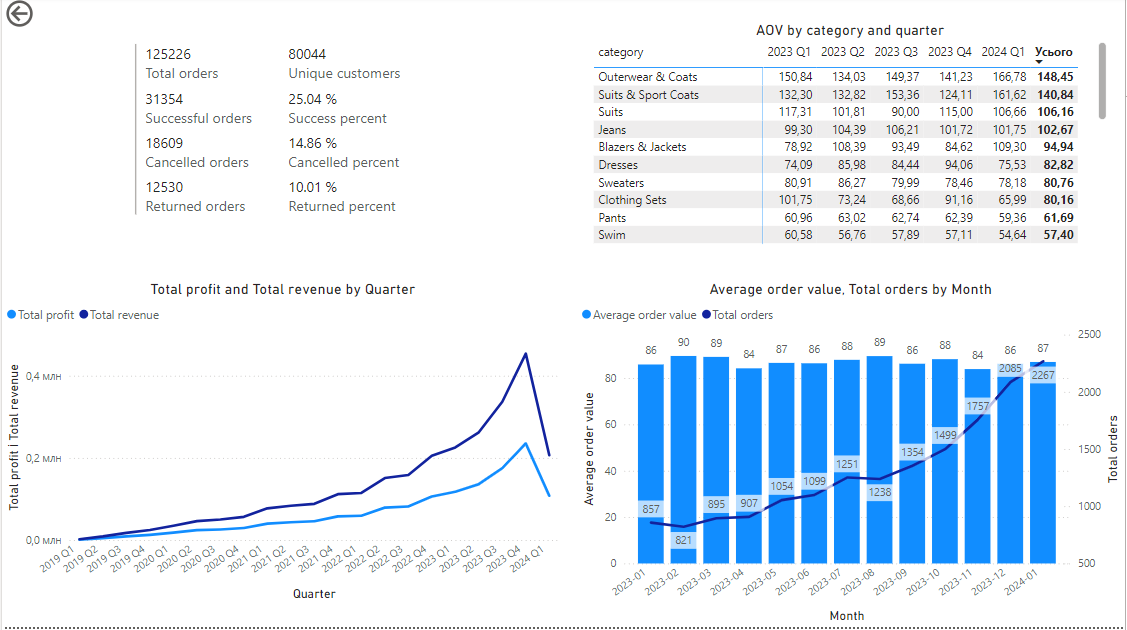 125226 80044
Total orders Unique customers
31354 25.04 %
Successful orders Success percent
18609 14.86 %
Cancelled orders Cancelled percent
12530 10.01 %
Returned orders Returned percent
AOV by category and quarter
category 2023 Q1 2023 Q2 2023 Q3 2023 Q4 2024 Q1 Усього
Outerwear & Coats 150,84 134,03 149,37 141,23 166,78 148,45
Suits & Sport Coats 132,30 132,82 153,36 124,11 161,62 140,84
Suits 117,31 101,81 90,00 115,00 106,66 106,16
Jeans 99,30 104,39 106,21 101,72 101,75 102,67
Blazers & Jackets 78,92 108,39 93,49 84,62 109,30 94,94
Dresses 74,09 85,98 84,44 94,06 75,53 82,82
Sweaters 80,91 86,27 79,99 78,46 78,18 80,76
Clothing Sets 101,75 73,24 68,66 91,16 65,99 80,16
Pants 60,96 63,02 62,74 62,39 59,36 61,69
Swim 60,58 56,76 57,89 57,11 54,64 57,40
Total profit and Total revenue by Quarter
Total profit Total revenue
Total profit і Total revenue
0,4 млн
0,2 млн
0,0 млн
2019 Q1 2019 Q2 2019 Q3 2019 Q4 2020 Q1 2020 Q2 2020 Q3 2020 Q4 2021 Q1 2021 Q2 2021 Q3 2021 Q4 2022 Q1 2022 Q2 2022 Q3 2022 Q4 2023 Q1 2023 Q2 2023 Q3 2023 Q4 2024 Q1
Quarter
Average order value, Total orders by Month
Average order value Total orders
Average order value
80
60
40
20
0
86 90 89 84 87 86 88 89 86 88 84 86 87
857 821 895 907 1054 1099 1251 1238 1354 1499 1757 2085 2267
2500
2000
1500
1000
500
Total orders
2023-01 2023-02 2023-03 2023-04 2023-05 2023-06 2023-07 2023-08 2023-09 2023-10 2023-11 2023-12 2024-01
Month